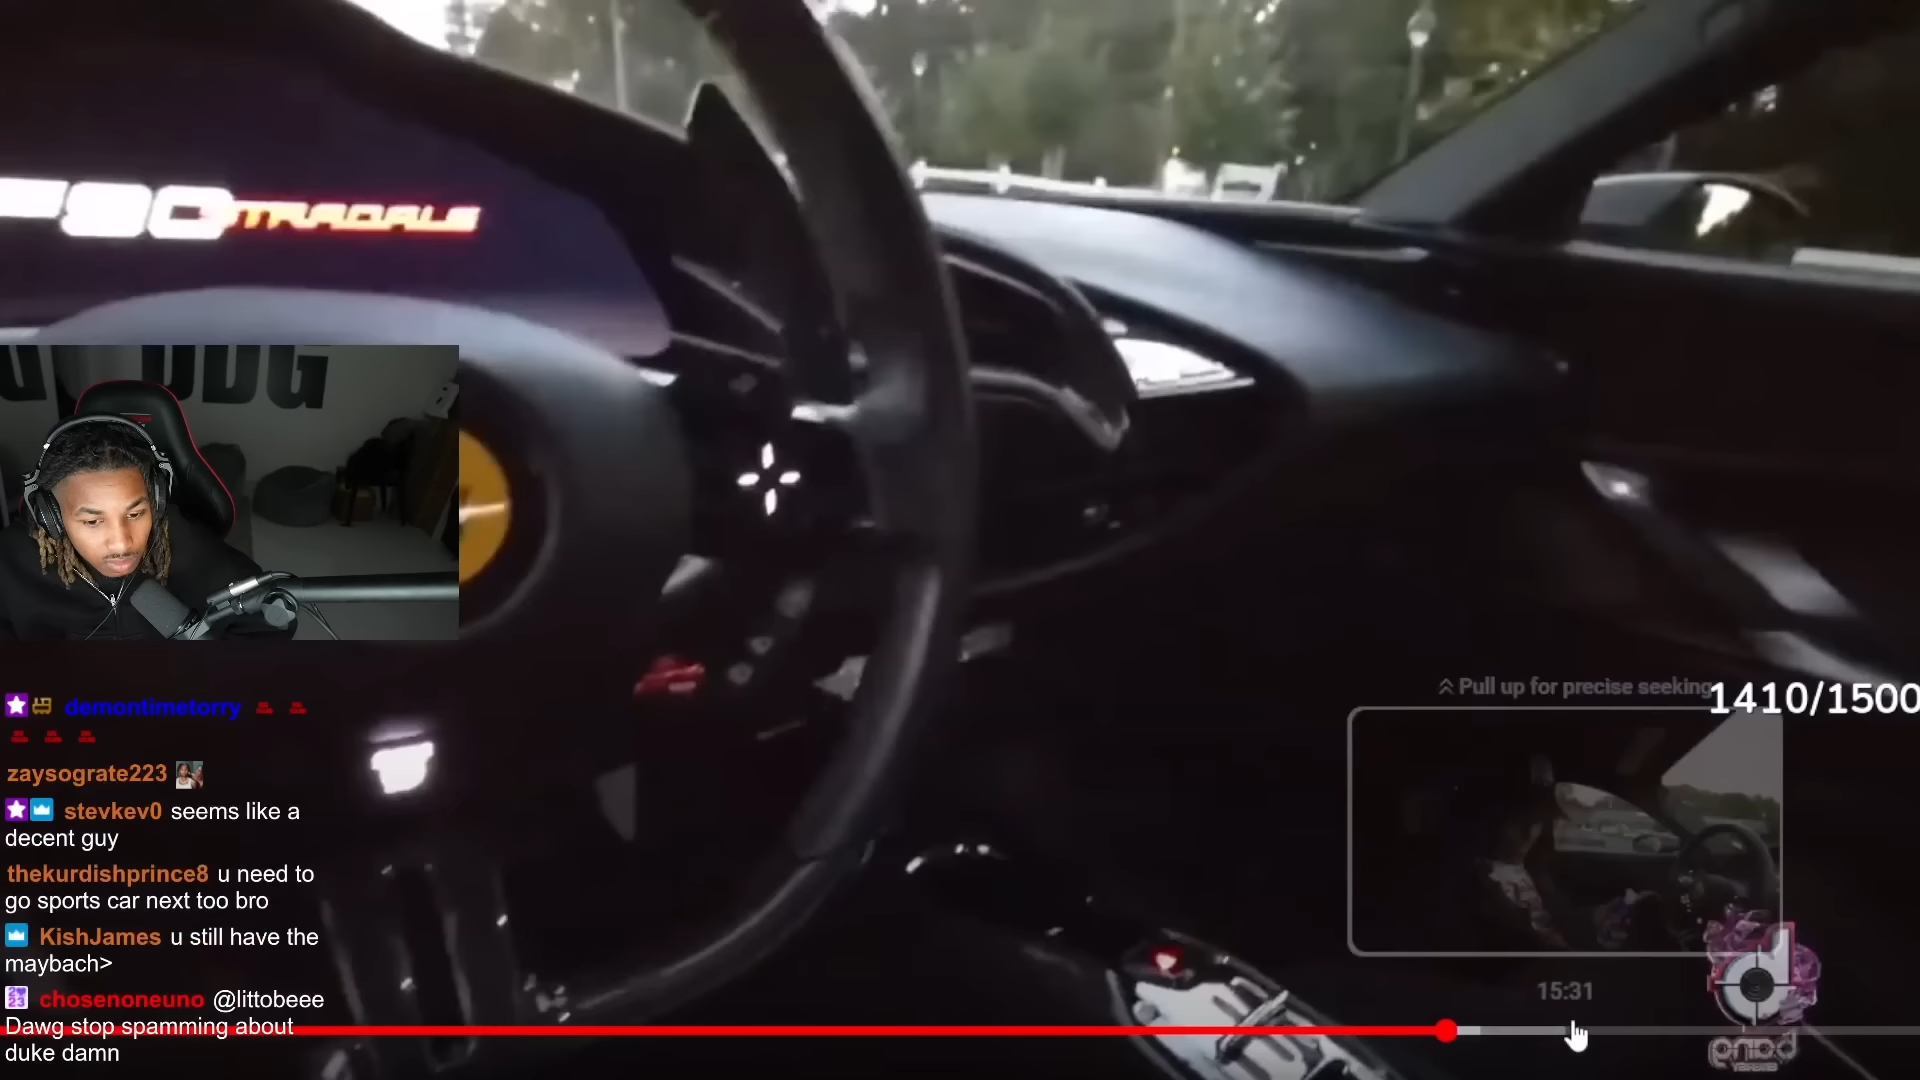 SF90 STRADALE
DDG
demontimetorry
zaysograte223
stevkev0 seems like a
decent guy
thekurdishprince8 u need to
go sports car next too bro
KishJames u still have the
maybach>
chosenoneuno @littobeeee
Dawg stop spamming about
duke damn
Pull up for precise seeking
1410/1500
15:31